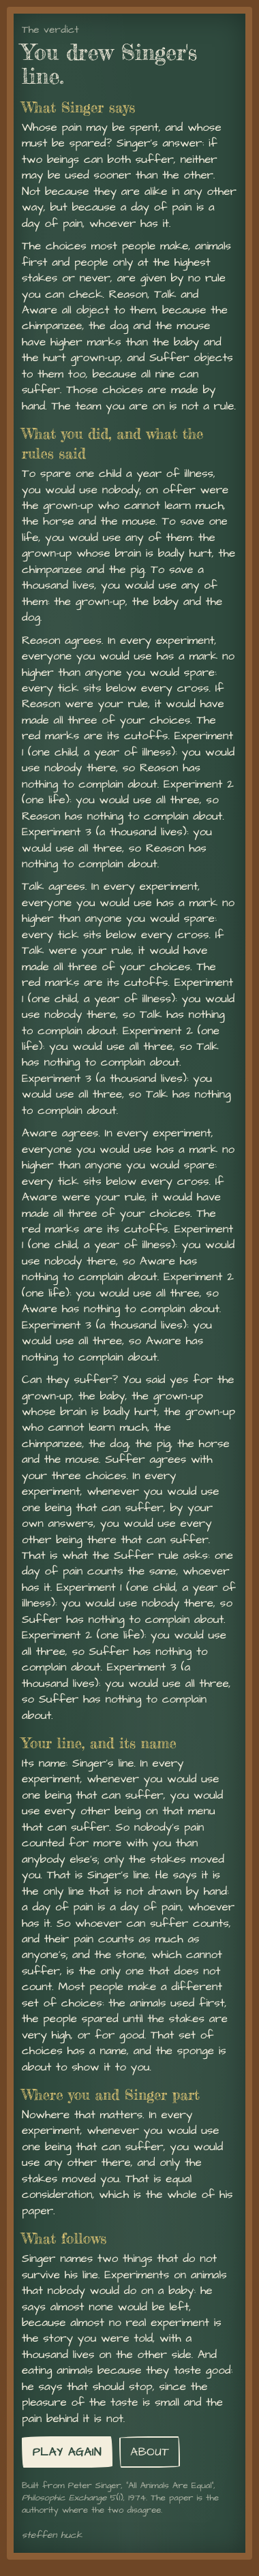 The verdict
You drew Singer's
line.
What Singer says
Whose pain may be spent, and whose
must be spared? Singer's answer: if
two beings can both suffer, neither
may be used sooner than the other.
Not because they are alike in any other
way, but because a day of pain is a
day of pain, whoever has it.
The choices most people make, animals
first and people only at the highest
stakes or never, are given by no rule
you can check. Reason, Talk and
Aware all object to them, because the
chimpanzee, the dog and the mouse
have higher marks than the baby and
the hurt grown-up, and Suffer objects
to them too, because all nine can
suffer. Those choices are made by
hand. The team you are on is not a rule.
What you did, and what the
rules said
To spare one child a year of illness,
you would use nobody; on offer were
the grown-up who cannot learn much,
the horse and the mouse. To save one
life, you would use any of them: the
grown-up whose brain is badly hurt, the
chimpanzee and the pig. To save a
thousand lives, you would use any of
them: the grown-up, the baby and the
dog.
Reason agrees. In every experiment,
everyone you would use has a mark no
higher than anyone you would spare:
every tick sits below every cross. If
Reason were your rule, it would have
made all three of your choices. The
red marks are its cutoffs. Experiment
1 (one child, a year of illness): you would
use nobody there, so Reason has
nothing to complain about. Experiment 2
(one life): you would use all three, so
Reason has nothing to complain about.
Experiment 3 (a thousand lives): you
would use all three, so Reason has
nothing to complain about.
Talk agrees. In every experiment,
everyone you would use has a mark no
higher than anyone you would spare:
every tick sits below every cross. If
Talk were your rule, it would have
made all three of your choices. The
red marks are its cutoffs. Experiment
1 (one child, a year of illness): you would
use nobody there, so Talk has nothing
to complain about. Experiment 2 (one
life): you would use all three, so Talk
has nothing to complain about.
Experiment 3 (a thousand lives): you
would use all three, so Talk has nothing
to complain about.
Aware agrees. In every experiment,
everyone you would use has a mark no
higher than anyone you would spare:
every tick sits below every cross. If
Aware were your rule, it would have
made all three of your choices. The
red marks are its cutoffs. Experiment
1 (one child, a year of illness): you would
use nobody there, so Aware has
nothing to complain about. Experiment 2
(one life): you would use all three, so
Aware has nothing to complain about.
Experiment 3 (a thousand lives): you
would use all three, so Aware has
nothing to complain about.
Can they suffer? You said yes for the
grown-up, the baby, the grown-up
whose brain is badly hurt, the grown-up
who cannot learn much, the
chimpanzee, the dog, the pig, the horse
and the mouse. Suffer agrees with
your three choices. In every
experiment, whenever you would use
one being that can suffer, by your
own answers, you would use every
other being there that can suffer.
That is what the Suffer rule asks: one
day of pain counts the same, whoever
has it. Experiment 1 (one child, a year of
illness): you would use nobody there, so
Suffer has nothing to complain about.
Experiment 2 (one life): you would use
all three, so Suffer has nothing to
complain about. Experiment 3 (a
thousand lives): you would use all three,
so Suffer has nothing to complain
about.
Your line, and its name
Its name: Singer's line. In every
experiment, whenever you would use
one being that can suffer, you would
use every other being on that menu
that can suffer. So nobody's pain
counted for more with you than
anybody else's; only the stakes moved
you. That is Singer's line. He says it is
the only line that is not drawn by hand:
a day of pain is a day of pain, whoever
has it. So whoever can suffer counts,
and their pain counts as much as
anyone's; and the stone, which cannot
suffer, is the only one that does not
count. Most people make a different
set of choices: the animals used first,
the people spared until the stakes are
very high, or for good. That set of
choices has a name, and the sponge is
about to show it to you.
Where you and Singer part
Nowhere that matters. In every
experiment, whenever you would use
one being that can suffer, you would
use any other there, and only the
stakes moved you. That is equal
consideration, which is the whole of his
paper.
What follows
Singer names two things that do not
survive his line. Experiments on animals
that nobody would do on a baby: he
says almost none would be left,
because almost no real experiment is
the story you were told, with a
thousand lives on the other side. And
eating animals because they taste good:
he says that should stop, since the
pleasure of the taste is small and the
pain behind it is not.
PLAY AGAIN
ABOUT
Built from Peter Singer, "All Animals Are Equal",
Philosophic Exchange 5(1), 1974. The paper is the
authority where the two disagree.
steffen huck